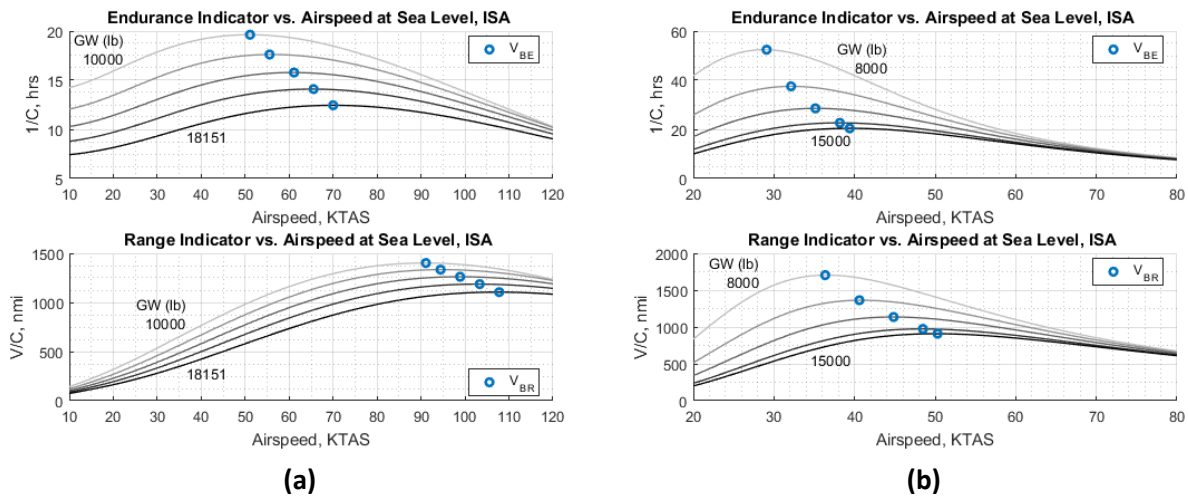 Endurance Indicator vs. Airspeed at Sea Level, ISA
20
15
10
5
1/C, hrs
GW (lb)
10000
18151
V_BE
10 20 30 40 50 60 70 80 90 100 110 120
Airspeed, KTAS
Range Indicator vs. Airspeed at Sea Level, ISA
1500
1000
500
0
V/C, nmi
GW (lb)
10000
18151
V_BR
10 20 30 40 50 60 70 80 90 100 110 120
Airspeed, KTAS
(a)
Endurance Indicator vs. Airspeed at Sea Level, ISA
60
40
20
0
1/C, hrs
GW (lb)
8000
15000
V_BE
20 30 40 50 60 70 80
Airspeed, KTAS
Range Indicator vs. Airspeed at Sea Level, ISA
2000
1500
1000
500
0
V/C, nmi
GW (lb)
8000
15000
V_BR
20 30 40 50 60 70 80
Airspeed, KTAS
(b)